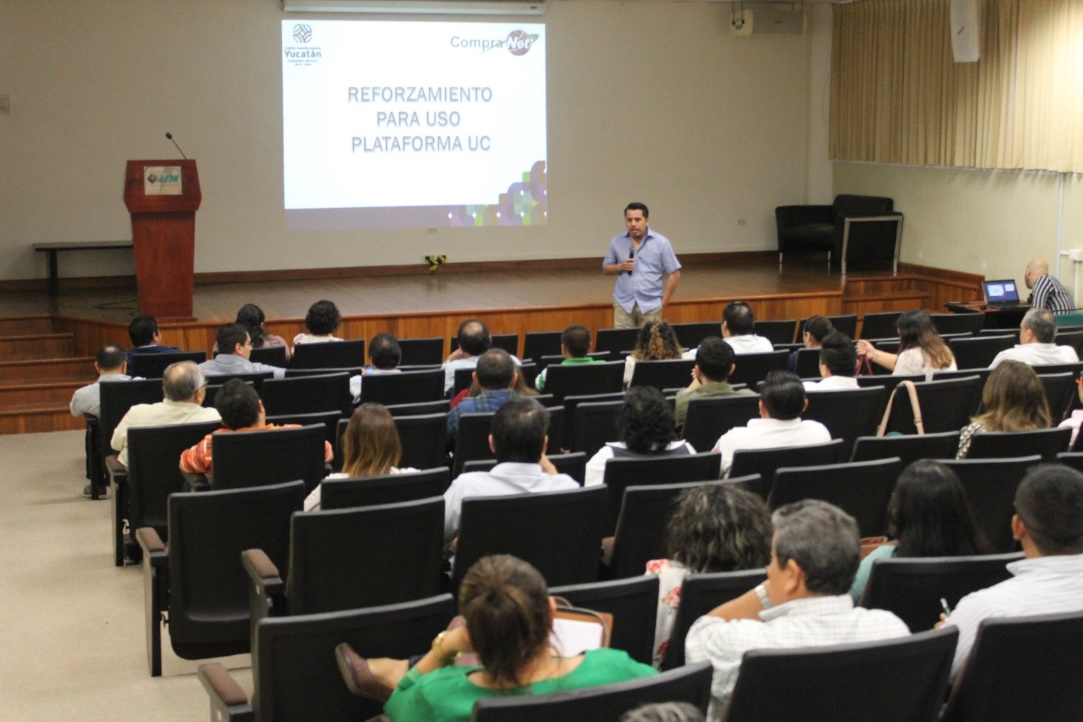 Yucatán
CompraNet
REFORZAMIENTO
PARA USO
PLATAFORMA UC